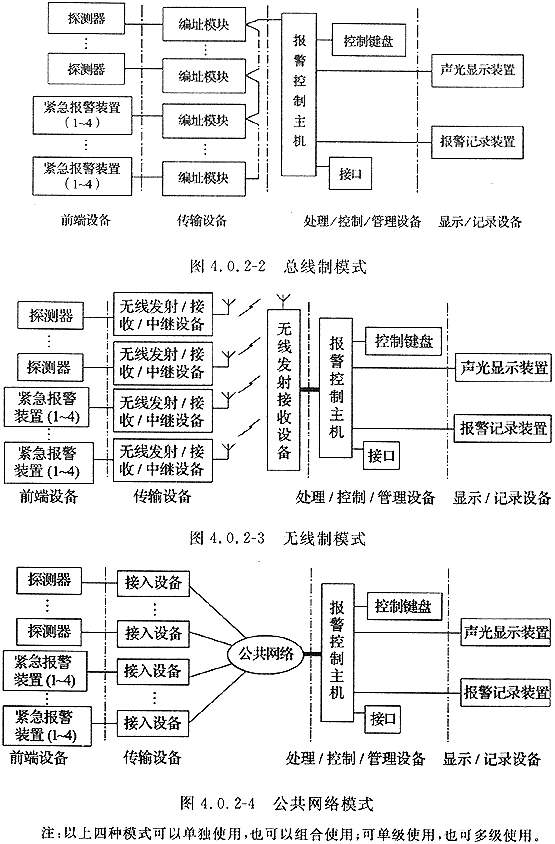 探测器 编址模块 报警控制主机 控制键盘
探测器 编址模块 声光显示装置
紧急报警装置 编址模块
(1~4)
报警记录装置
紧急报警装置 编址模块 接口
(1~4)
前端设备 传输设备 处理/控制/管理设备 显示/记录设备
图 4.0.2-2 总线制模式
探测器 无线发射/接收/中继设备 无线发射接收设备 报警控制主机 控制键盘
探测器 无线发射/接收/中继设备 声光显示装置
紧急报警装置(1~4) 无线发射/接收/中继设备 报警记录装置
紧急报警装置(1~4) 无线发射/接收/中继设备 接口
前端设备 传输设备 处理/控制/管理设备 显示/记录设备
图 4.0.2-3 无线制模式
探测器 接入设备 报警控制主机 控制键盘
探测器 接入设备 公共网络 声光显示装置
紧急报警装置(1~4) 接入设备 报警记录装置
紧急报警装置(1~4) 接入设备 接口
前端设备 传输设备 处理/控制/管理设备 显示/记录设备
图 4.0.2-4 公共网络模式
注:以上四种模式可以单独使用,也可以组合使用;可单级使用,也可多级使用。